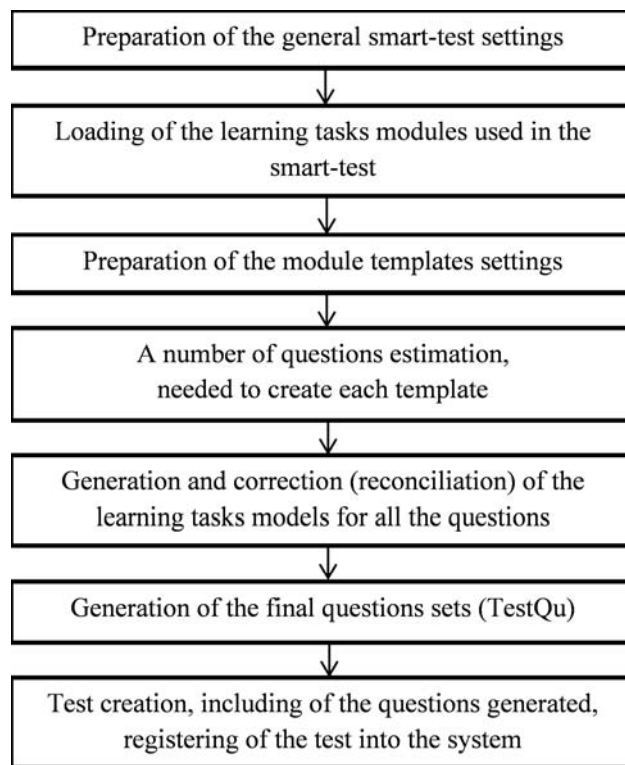 Preparation of the general smart-test settings
Loading of the learning tasks modules used in the
smart-test
Preparation of the module templates settings
A number of questions estimation,
needed to create each template
Generation and correction (reconciliation) of the
learning tasks models for all the questions
Generation of the final questions sets (TestQu)
Test creation, including of the questions generated,
registering of the test into the system